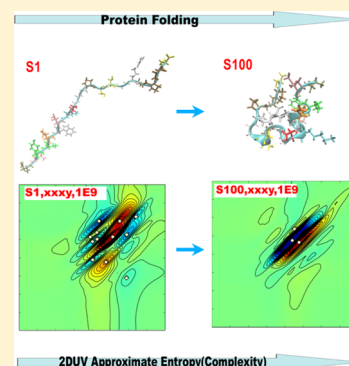 Protein Folding
S1
S100
S1,xxxy,1E9
S100,xxxy,1E9
2DUV Approximate Entropy(Complexity)